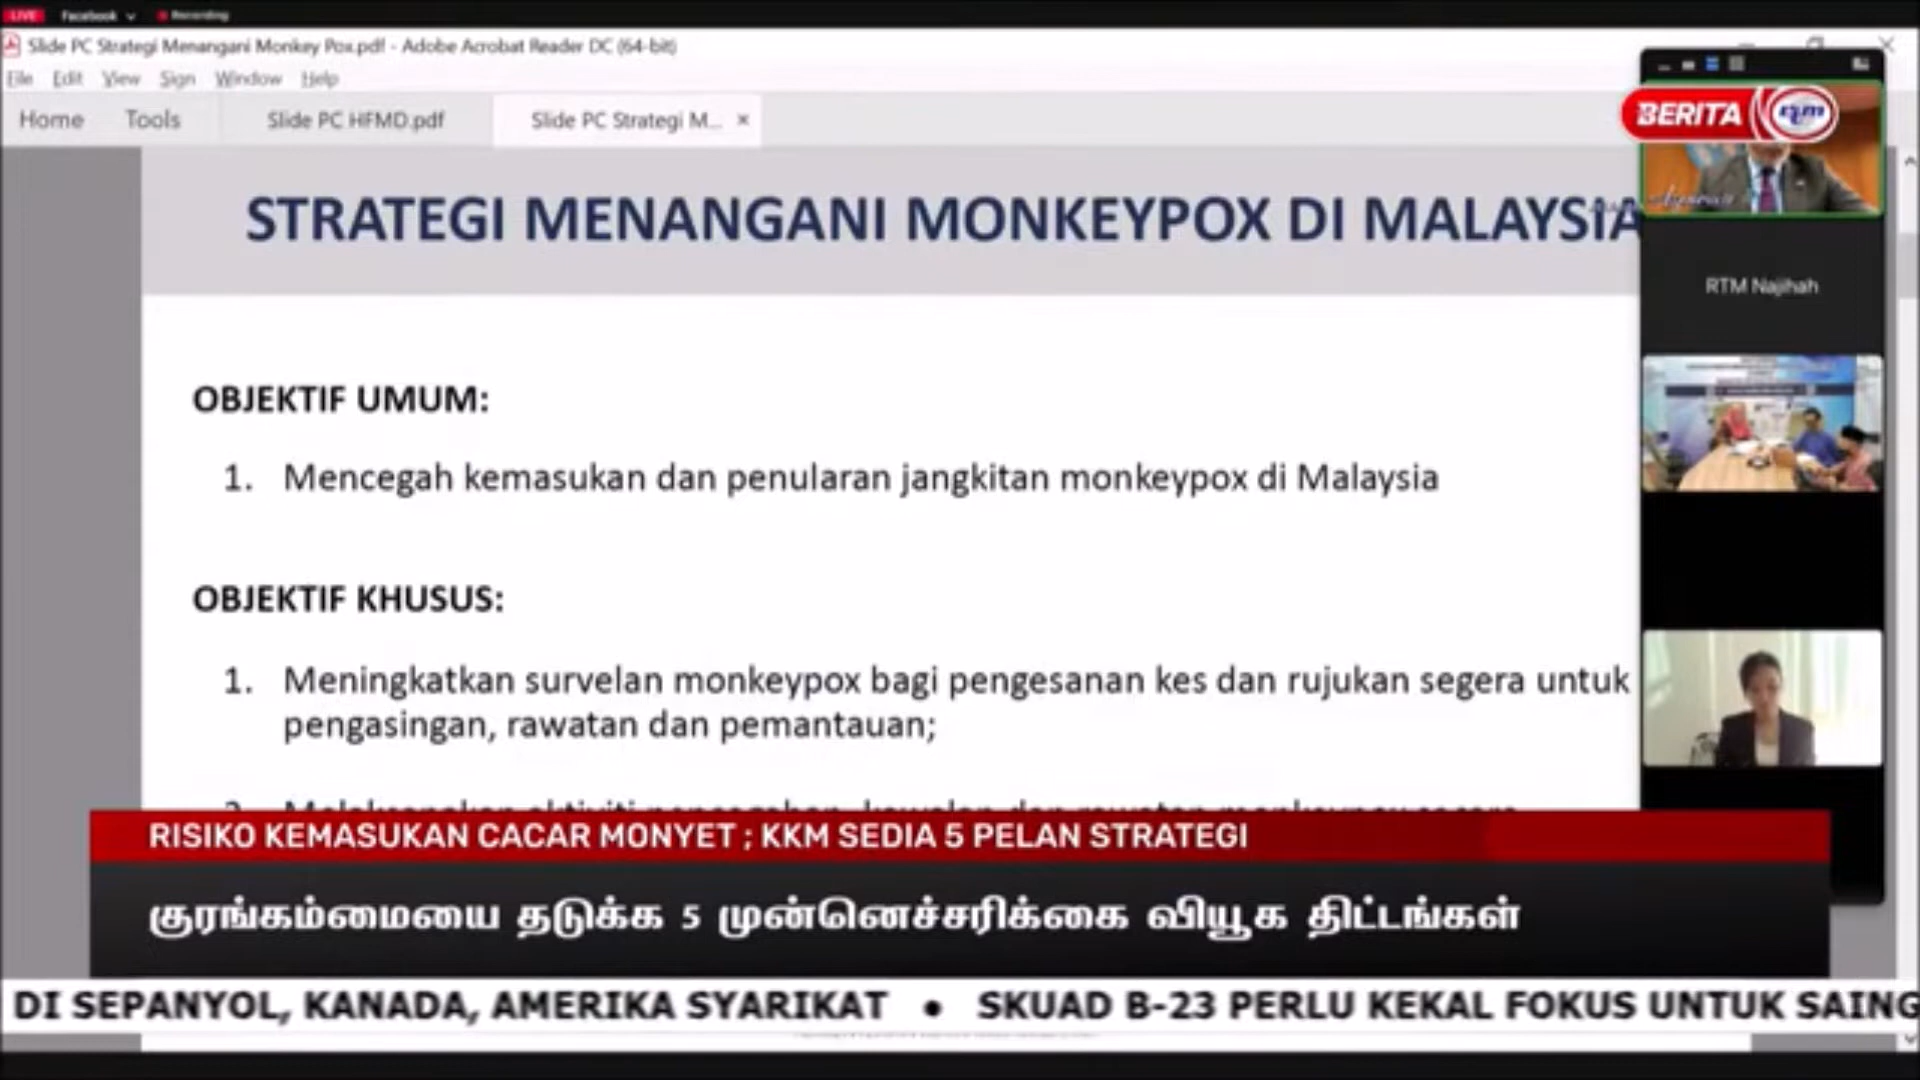 LIVE Facebook Recording
Slide PC Strategi Menangani Monkey Pox.pdf - Adobe Acrobat Reader DC (64-bit)
File Edit View Sign Window Help
Home Tools Slide PC HFMD.pdf Slide PC Strategi M... ×
BERITA rtm
STRATEGI MENANGANI MONKEYPOX DI MALAYSIA
RTM Najihah
OBJEKTIF UMUM:
1. Mencegah kemasukan dan penularan jangkitan monkeypox di Malaysia
OBJEKTIF KHUSUS:
1. Meningkatkan survelan monkeypox bagi pengesanan kes dan rujukan segera untuk
pengasingan, rawatan dan pemantauan;
RISIKO KEMASUKAN CACAR MONYET ; KKM SEDIA 5 PELAN STRATEGI
குரங்கம்மையை தடுக்க 5 முன்னெச்சரிக்கை வியூக திட்டங்கள்
DI SEPANYOL, KANADA, AMERIKA SYARIKAT • SKUAD B-23 PERLU KEKAL FOKUS UNTUK SAING